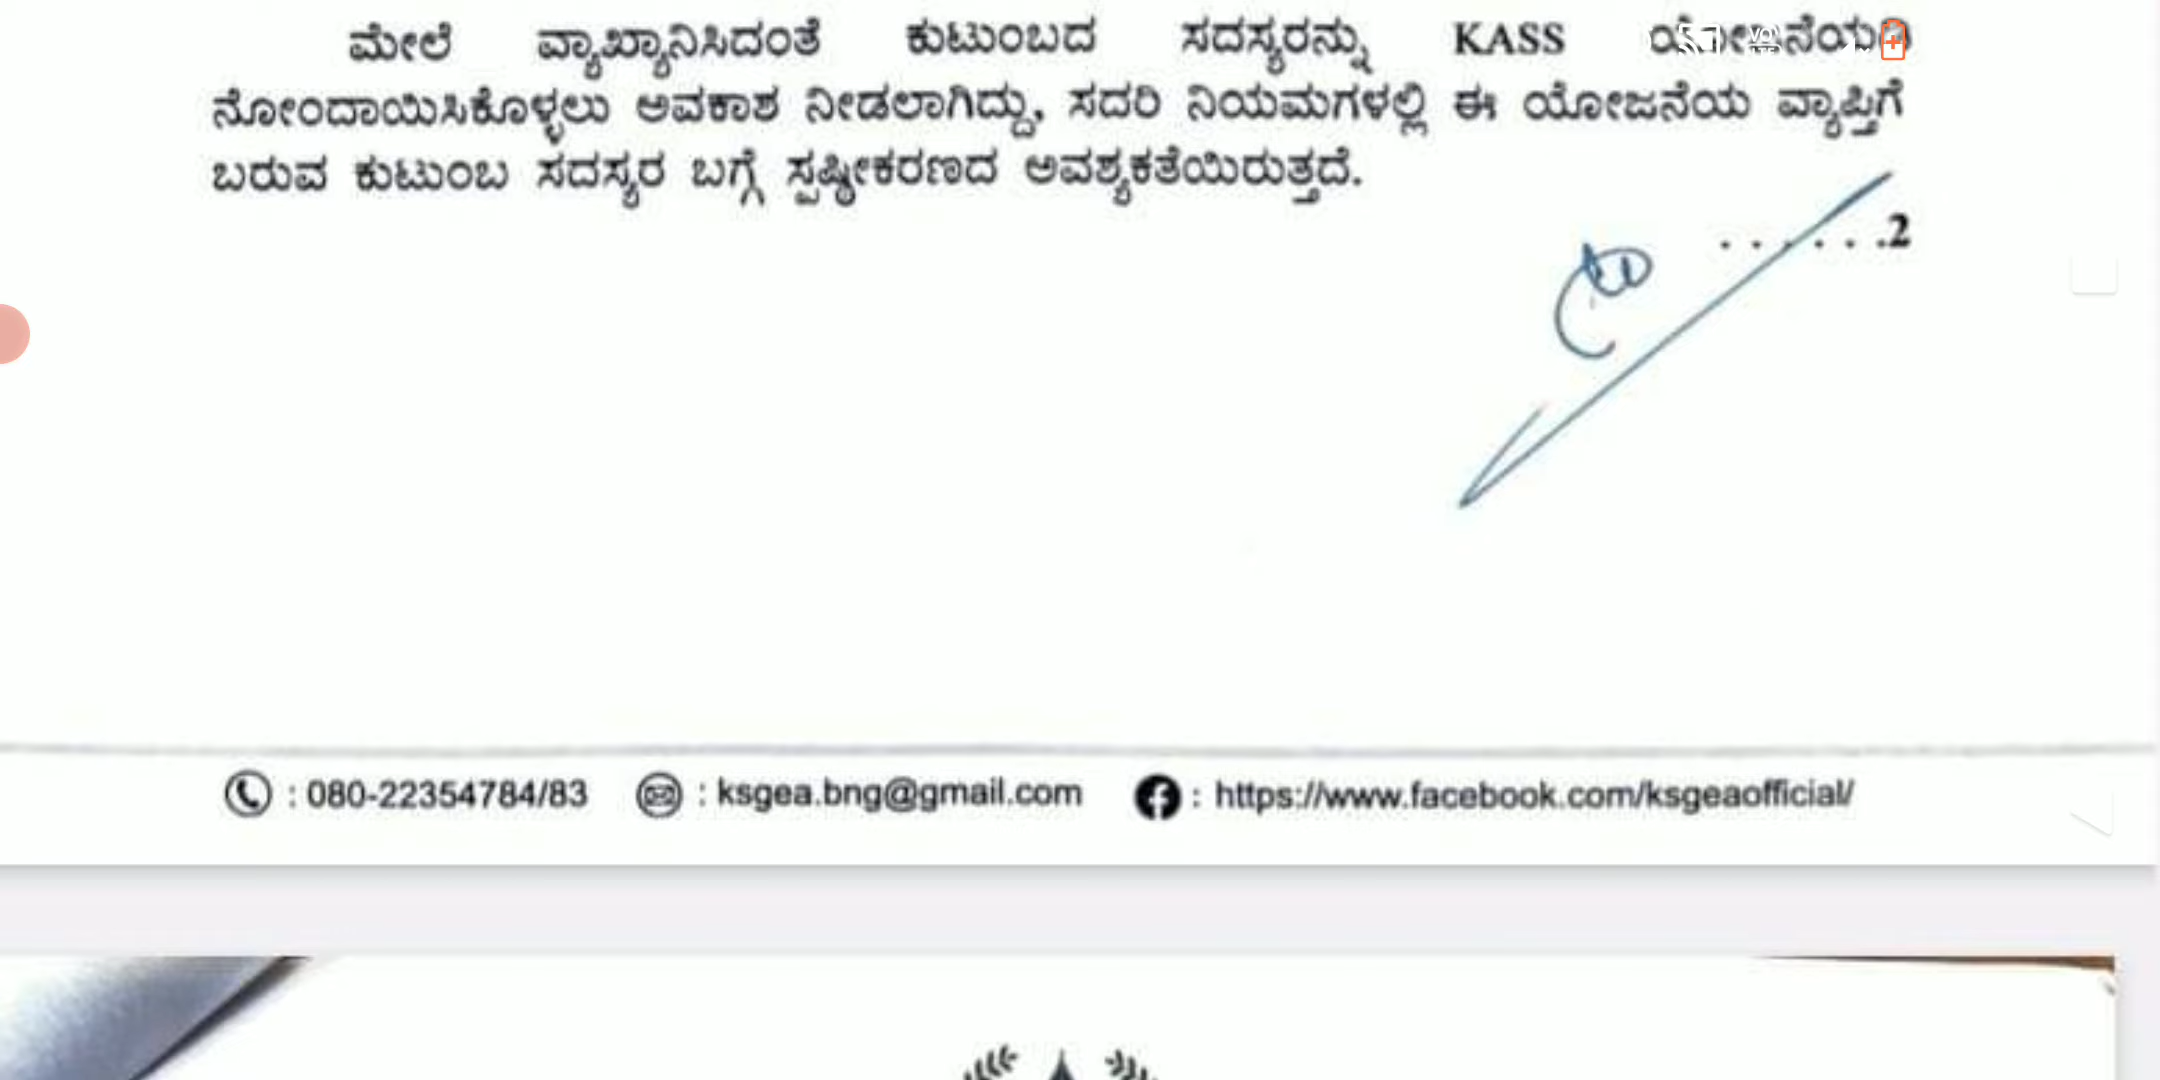 ಮೇಲೆ ವ್ಯಾಖ್ಯಾನಿಸಿದಂತೆ ಕುಟುಂಬದ ಸದಸ್ಯರನ್ನು KASS
ನೋಂದಾಯಿಸಿಕೊಳ್ಳಲು ಅವಕಾಶ ನೀಡಲಾಗಿದ್ದು, ಸದರಿ ನಿಯಮಗಳಲ್ಲಿ ಈ ಯೋಜನೆಯ ವ್ಯಾಪ್ತಿಗೆ
ಬರುವ ಕುಟುಂಬ ಸದಸ್ಯರ ಬಗ್ಗೆ ಸ್ಪಷ್ಠೀಕರಣದ ಅವಶ್ಯಕತೆಯಿರುತ್ತದೆ.
. . . . . .2
: 080-22354784/83 : ksgea.bng@gmail.com : https://www.facebook.com/ksgeaofficial/